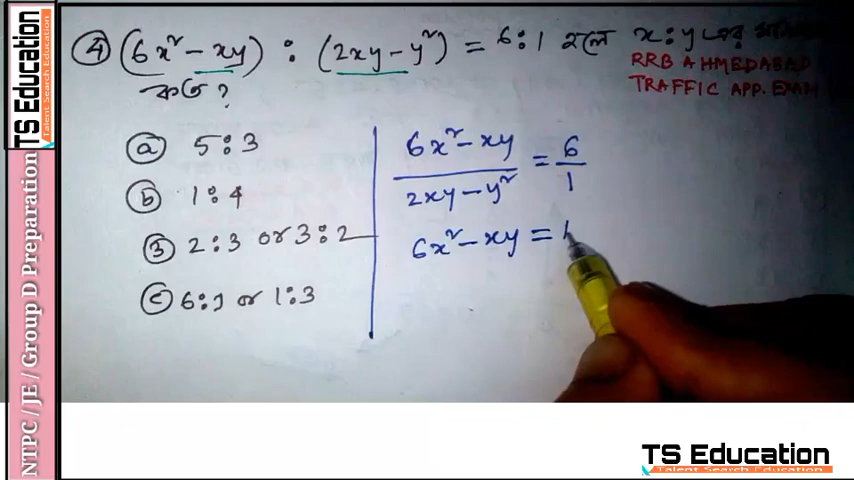 TS Education
Talent Search Education
NTPC / JE / Group D Preparation
④ (6x² - xy) : (2xy - y²) = 6:1 হলে x:y এর
কত ?
RRB AHMEDABAD
TRAFFIC APP. EXAM
ⓐ 5:3
ⓑ 1:4
③ 2:3 or 3:2
ⓒ 6:1 or 1:3
6x² - xy
2xy - y²
= 6
1
6x² - xy =
TS Education
Talent Search Education